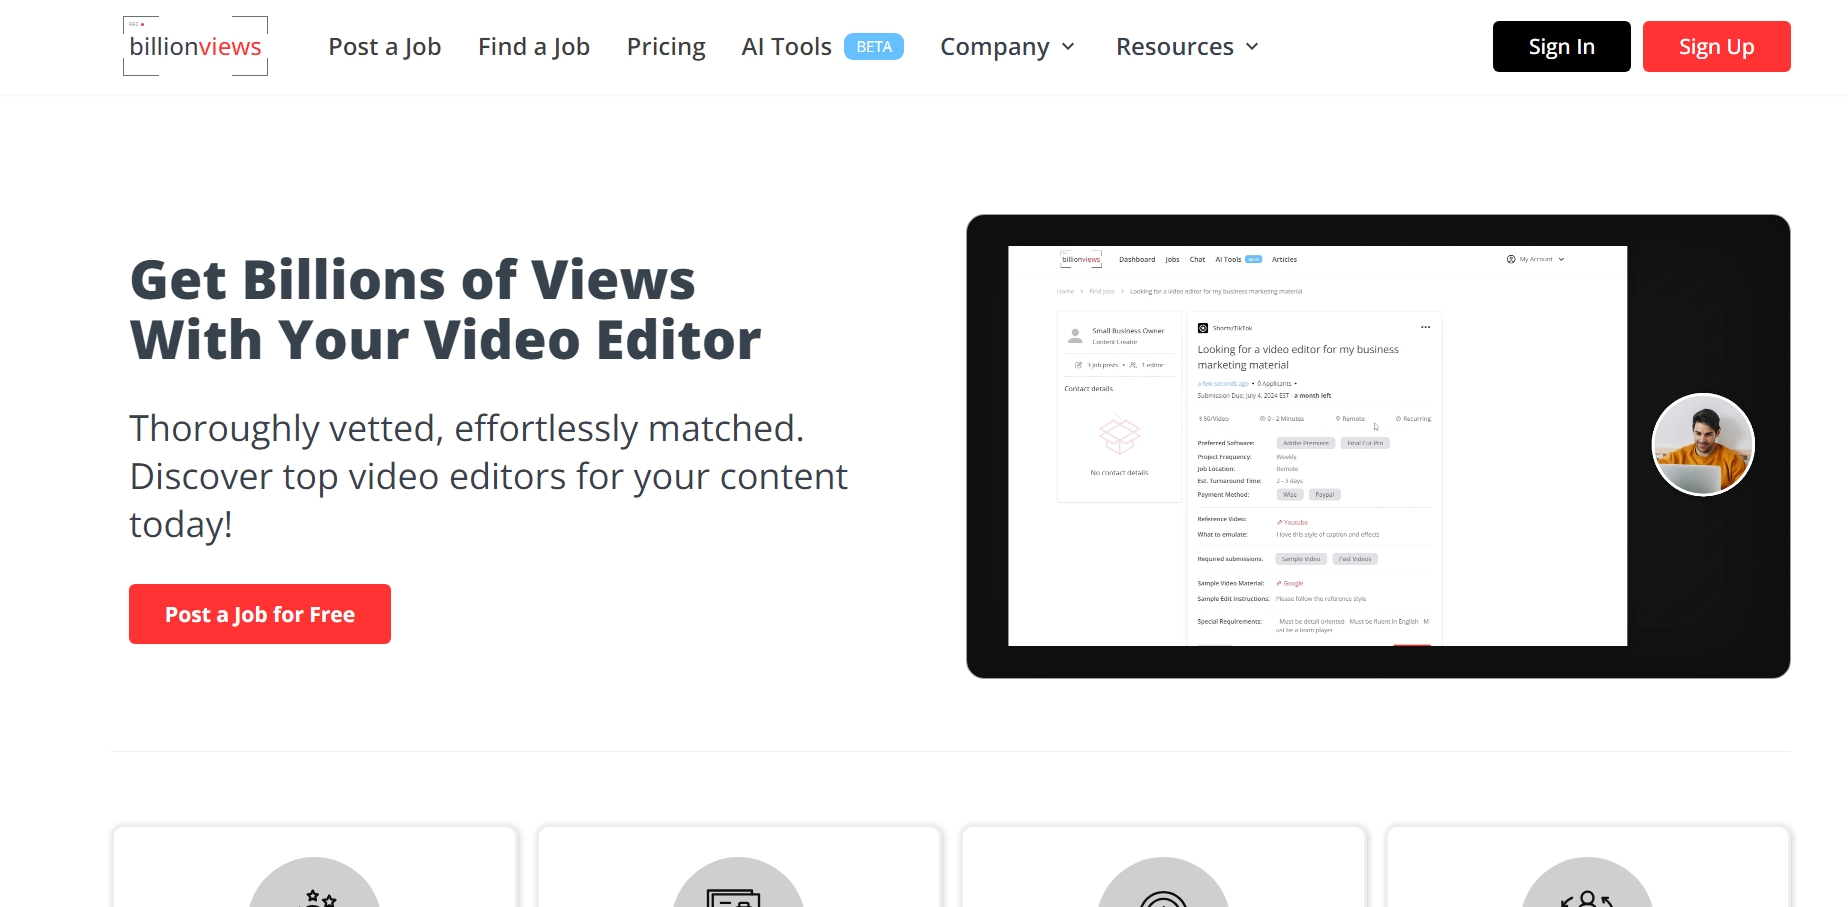 REC
billionviews
Post a Job
Find a Job
Pricing
AI Tools BETA
Company
Resources
Sign In
Sign Up
Get Billions of Views
With Your Video Editor
Thoroughly vetted, effortlessly matched.
Discover top video editors for your content
today!
Post a Job for Free
billionviews
Dashboard
Jobs
Chat
AI Tools
Articles
My Account
Home > Find Jobs > Looking for a video editor for my business marketing material
Small Business Owner
Content Creator
3 Job posts • 1 editor
Contact details
No contact details
Shorts/TikTok
Looking for a video editor for my business
marketing material
a few seconds ago • 0 Applicants •
Submission Due: July 4, 2024 EST - a month left
50/Video
0 - 2 Minutes
Remote
Recurring
Preferred Software: Adobe Premiere Final Cut Pro
Project Frequency: Weekly
Job Location: Remote
Est. Turnaround Time: 2 - 3 days
Payment Method: Wise Paypal
Reference Video: Youtube
What to emulate: I love this style of caption and effects
Required submissions: Sample Video Past Videos
Sample Video Material: Google
Sample Edit Instructions: Please follow the reference style
Special Requirements: Must be detail oriented Must be fluent in English M
ust be a team player